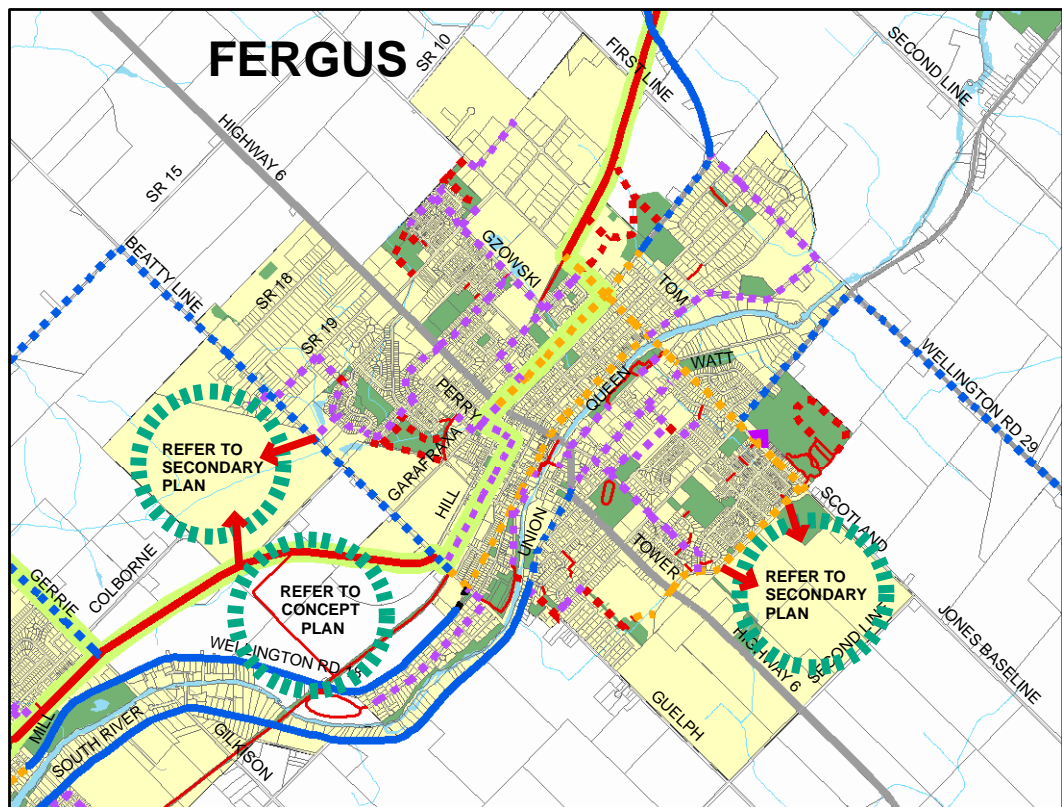 FERGUS
SR 10
FIRST LINE
SECOND LINE
HIGHWAY 6
SR 15
BEATTY LINE
GZOWSKI
SR 18
TOM
SR 19
WATT
QUEEN
WELLINGTON RD 29
PERRY
GARAFRAXA
REFER TO
SECONDARY
PLAN
HILL
UNION
SCOTLAND
TOWER
COLBORNE
GERRIE
REFER TO
CONCEPT
PLAN
REFER TO
SECONDARY
PLAN
JONES BASELINE
SECOND LINE
HIGHWAY 6
WELLINGTON RD 18
GUELPH
MILL
SOUTH RIVER
GILKISON